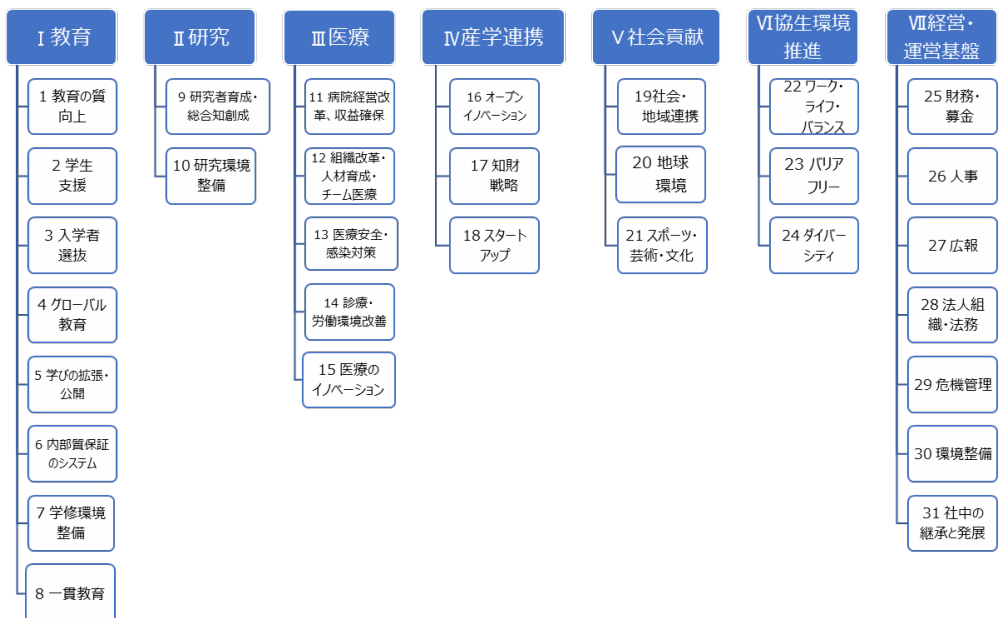 Ⅰ教育
1 教育の質
向上
2 学生
支援
3 入学者
選抜
4 グローバル
教育
5 学びの拡張・
公開
6 内部質保証
のシステム
7 学修環境
整備
8 一貫教育
Ⅱ研究
9 研究者育成・
総合知創成
10 研究環境
整備
Ⅲ医療
11 病院経営改
革、収益確保
12 組織改革・
人材育成・
チーム医療
13 医療安全・
感染対策
14 診療・
労働環境改善
15 医療の
イノベーション
Ⅳ産学連携
16 オープン
イノベーション
17 知財
戦略
18 スタート
アップ
Ⅴ社会貢献
19社会・
地域連携
20 地球
環境
21 スポーツ・
芸術・文化
Ⅵ協生環境
推進
22 ワーク・
ライフ・
バランス
23 バリア
フリー
24 ダイバー
シティ
Ⅶ経営・
運営基盤
25 財務・
募金
26 人事
27 広報
28 法人組
織・法務
29 危機管理
30 環境整備
31 社中の
継承と発展